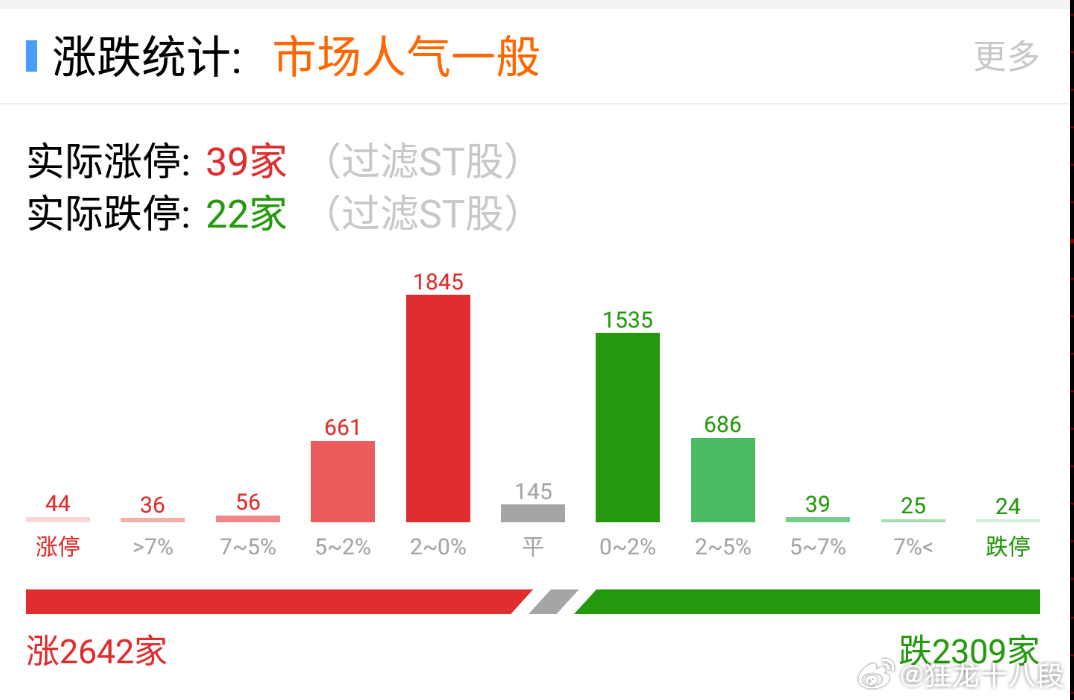 涨跌统计: 市场人气一般 更多
实际涨停: 39家 （过滤ST股）
实际跌停: 22家 （过滤ST股）
44 36 56 661 1845 145 1535 686 39 25 24
涨停 >7% 7~5% 5~2% 2~0% 平 0~2% 2~5% 5~7% 7%< 跌停
涨2642家 跌2309家
@狂龙十八段